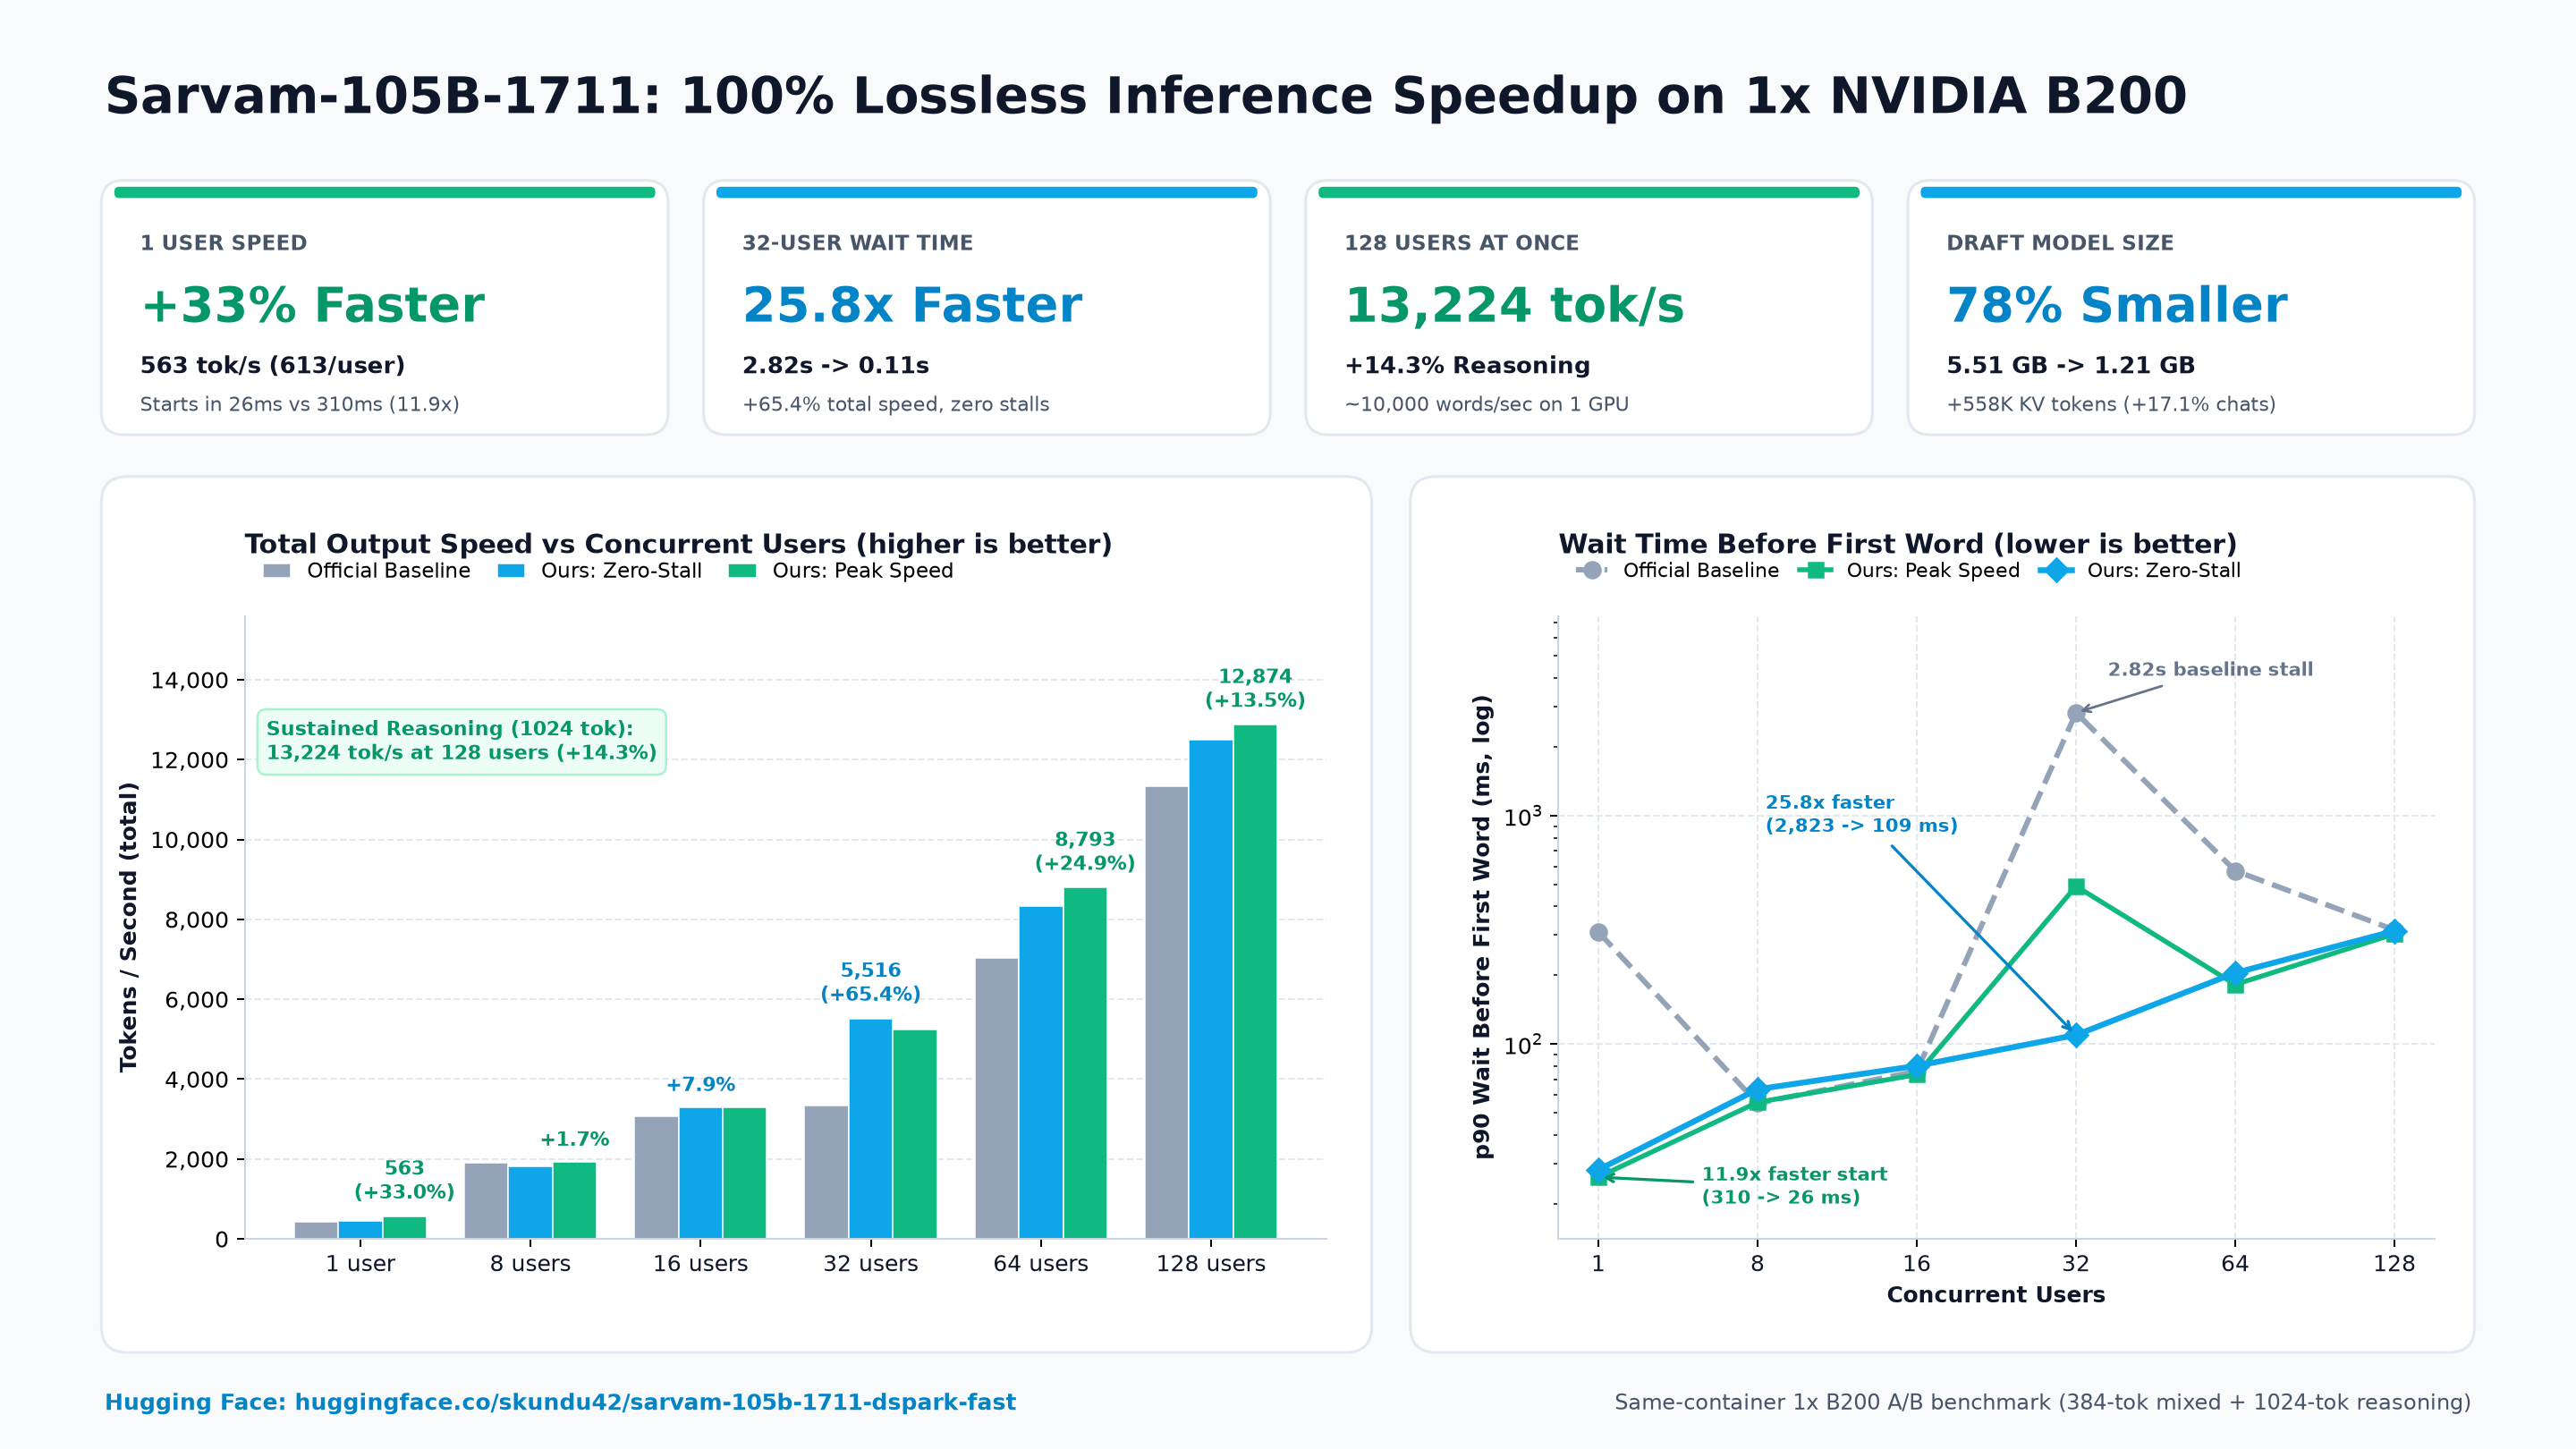 Sarvam-105B-1711: 100% Lossless Inference Speedup on 1x NVIDIA B200
1 USER SPEED
+33% Faster
563 tok/s (613/user)
Starts in 26ms vs 310ms (11.9x)
32-USER WAIT TIME
25.8x Faster
2.82s -> 0.11s
+65.4% total speed, zero stalls
128 USERS AT ONCE
13,224 tok/s
+14.3% Reasoning
~10,000 words/sec on 1 GPU
DRAFT MODEL SIZE
78% Smaller
5.51 GB -> 1.21 GB
+558K KV tokens (+17.1% chats)
Total Output Speed vs Concurrent Users (higher is better)
Official Baseline Ours: Zero-Stall Ours: Peak Speed
Tokens / Second (total)
14,000
12,000
10,000
8,000
6,000
4,000
2,000
0
Sustained Reasoning (1024 tok):
13,224 tok/s at 128 users (+14.3%)
563
(+33.0%)
+1.7%
+7.9%
5,516
(+65.4%)
8,793
(+24.9%)
12,874
(+13.5%)
1 user 8 users 16 users 32 users 64 users 128 users
Wait Time Before First Word (lower is better)
Official Baseline Ours: Peak Speed Ours: Zero-Stall
p90 Wait Before First Word (ms, log)
10³
10²
2.82s baseline stall
25.8x faster
(2,823 -> 109 ms)
11.9x faster start
(310 -> 26 ms)
1 8 16 32 64 128
Concurrent Users
Hugging Face: huggingface.co/skundu42/sarvam-105b-1711-dspark-fast
Same-container 1x B200 A/B benchmark (384-tok mixed + 1024-tok reasoning)